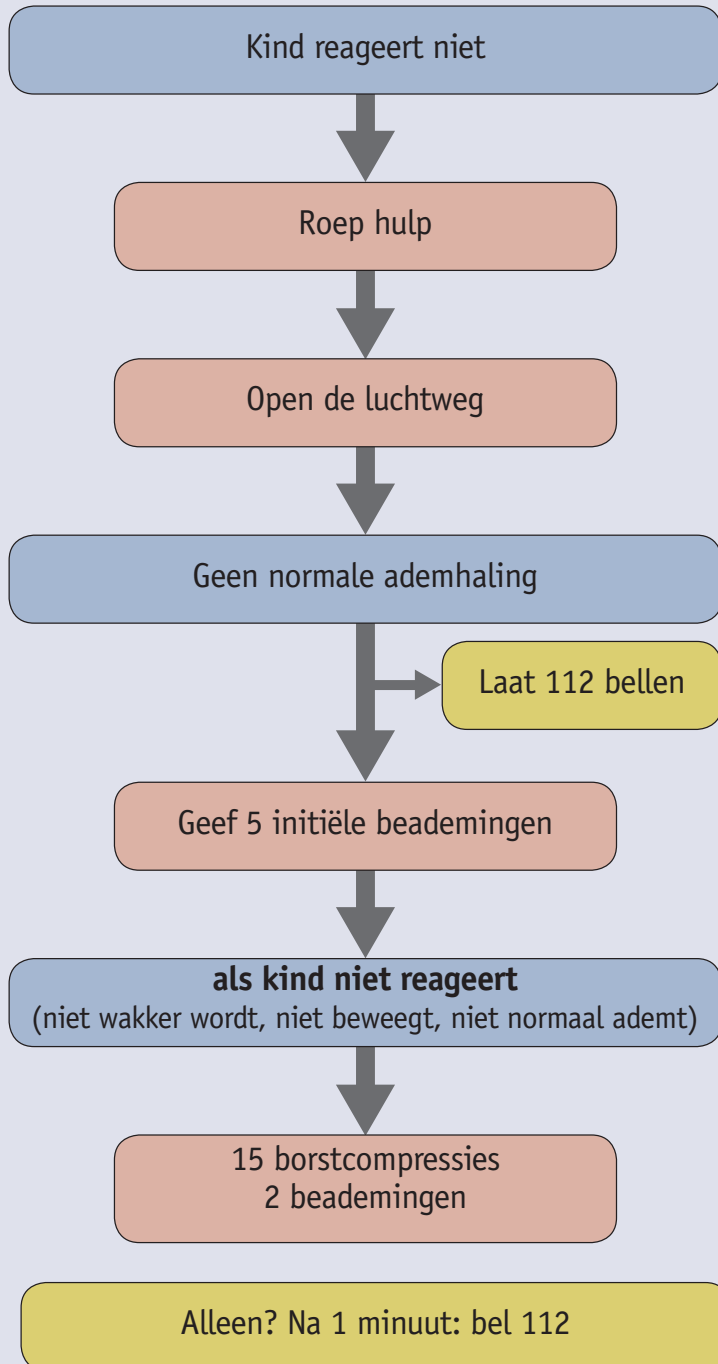 Kind reageert niet
Roep hulp
Open de luchtweg
Geen normale ademhaling
Laat 112 bellen
Geef 5 initiële beademingen
als kind niet reageert
(niet wakker wordt, niet beweegt, niet normaal ademt)
15 borstcompressies
2 beademingen
Alleen? Na 1 minuut: bel 112